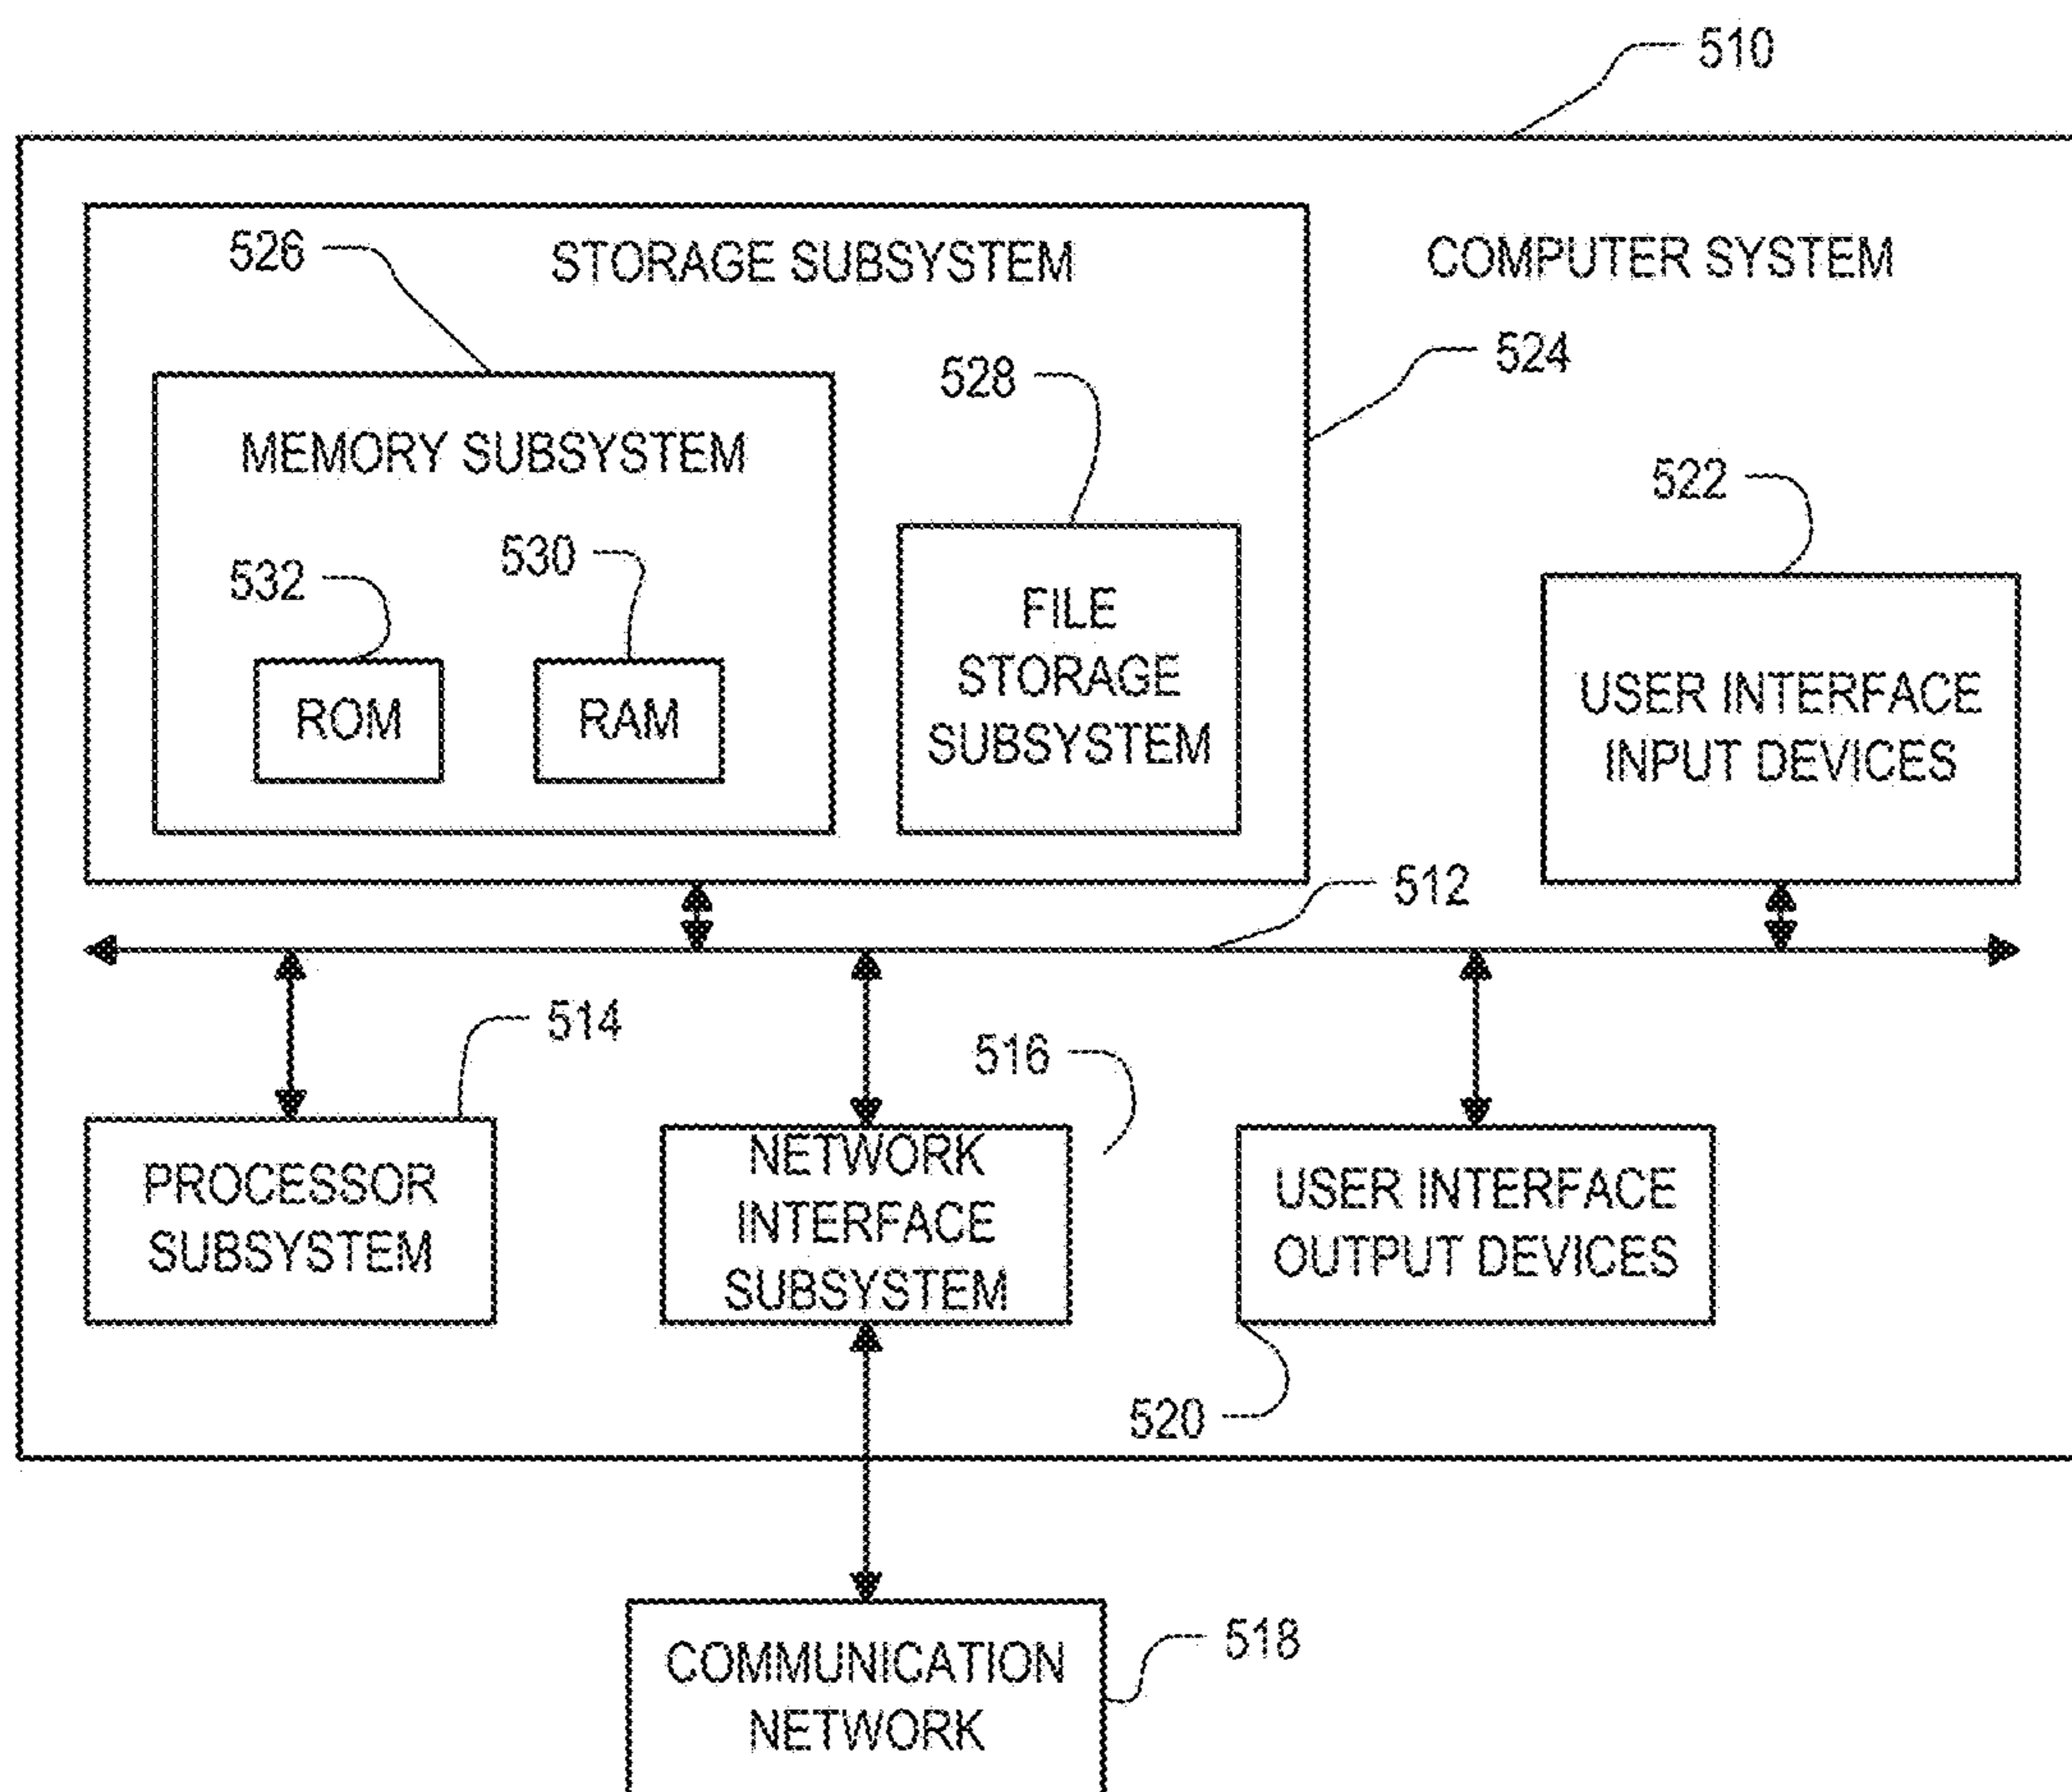 510
526
STORAGE SUBSYSTEM
COMPUTER SYSTEM
524
528
MEMORY SUBSYSTEM
522
532
530
FILE
STORAGE
SUBSYSTEM
ROM
RAM
USER INTERFACE
INPUT DEVICES
512
514
516
PROCESSOR
SUBSYSTEM
NETWORK
INTERFACE
SUBSYSTEM
USER INTERFACE
OUTPUT DEVICES
520
COMMUNICATION
NETWORK
518